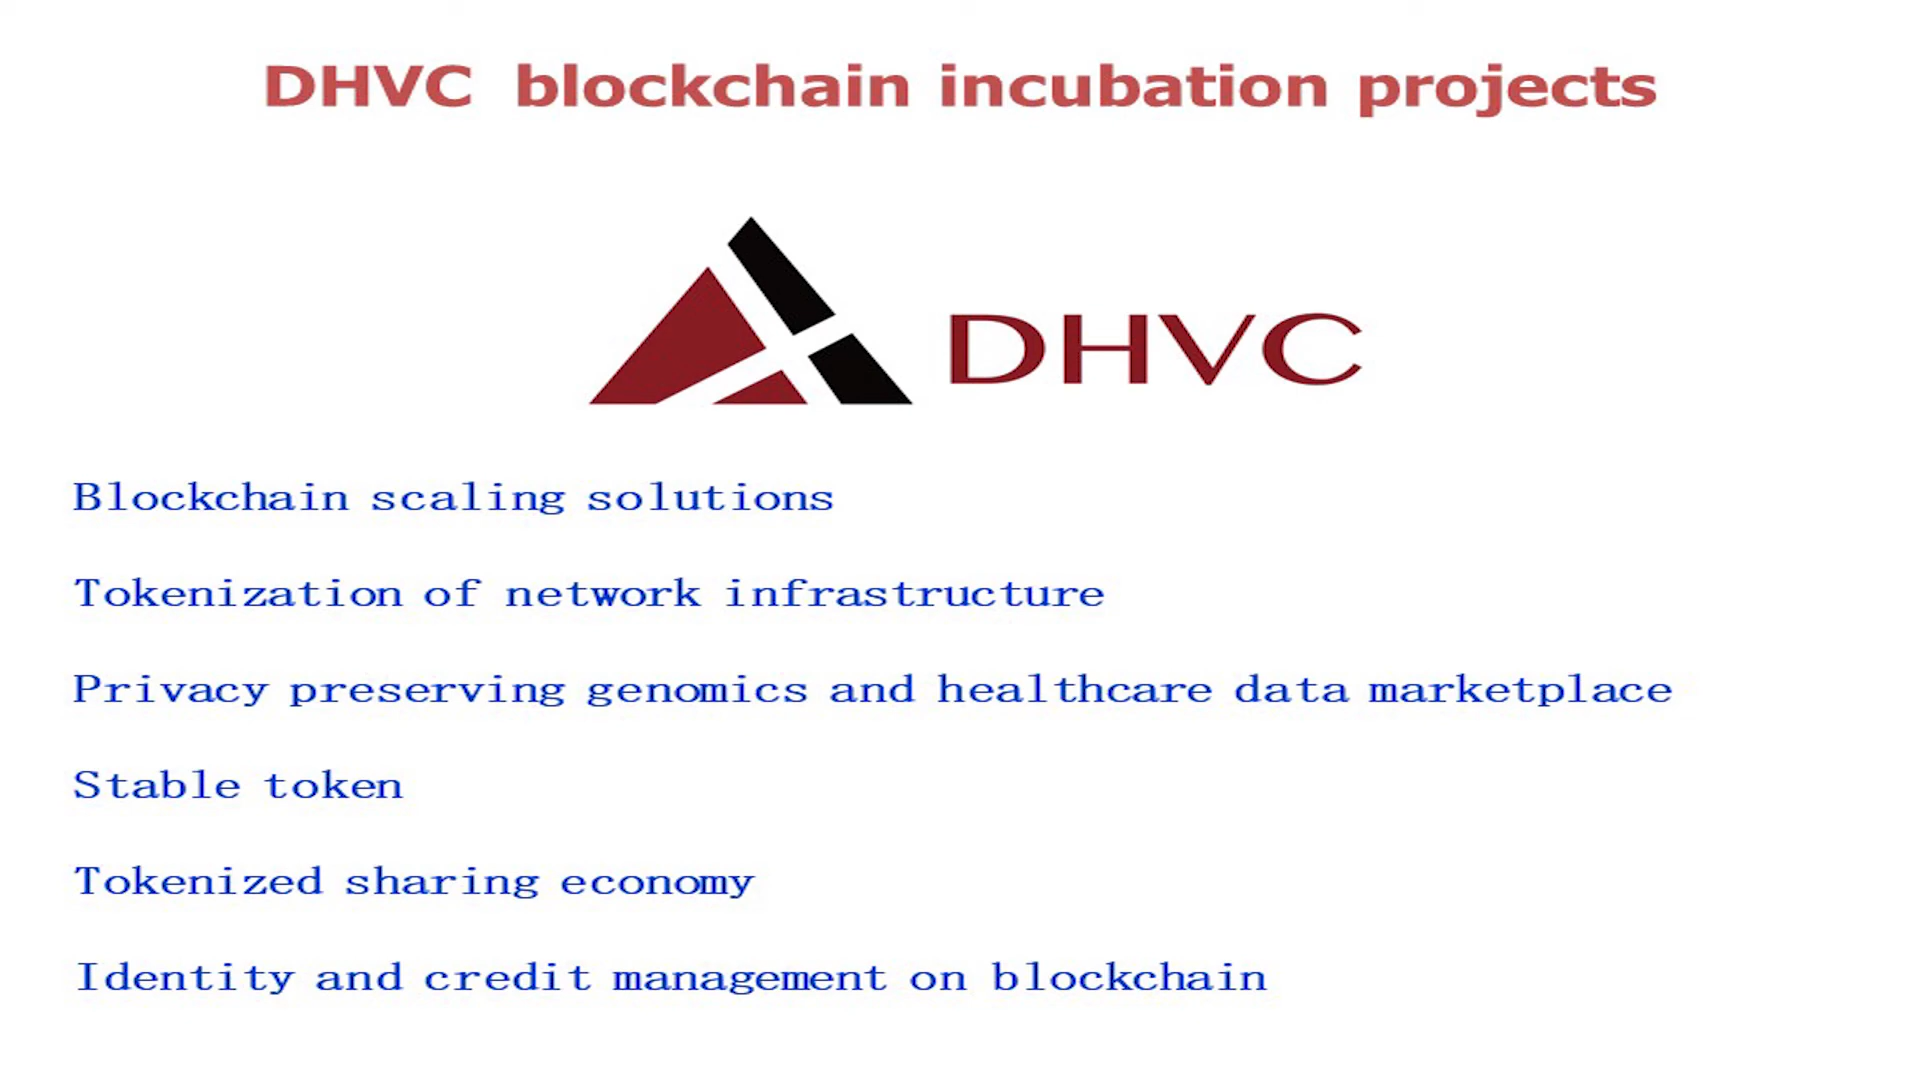 DHVC blockchain incubation projects
DHVC
Blockchain scaling solutions
Tokenization of network infrastructure
Privacy preserving genomics and healthcare data marketplace
Stable token
Tokenized sharing economy
Identity and credit management on blockchain